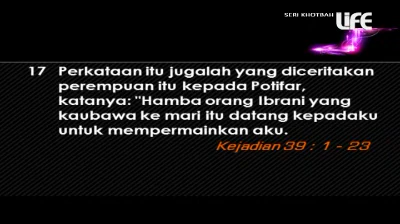 SERI KHOTBAH LiFE
17 Perkataan itu jugalah yang diceritakan
perempuan itu kepada Potifar,
katanya: "Hamba orang Ibrani yang
kaubawa ke mari itu datang kepadaku
untuk mempermainkan aku.
Kejadian 39 : 1 - 23